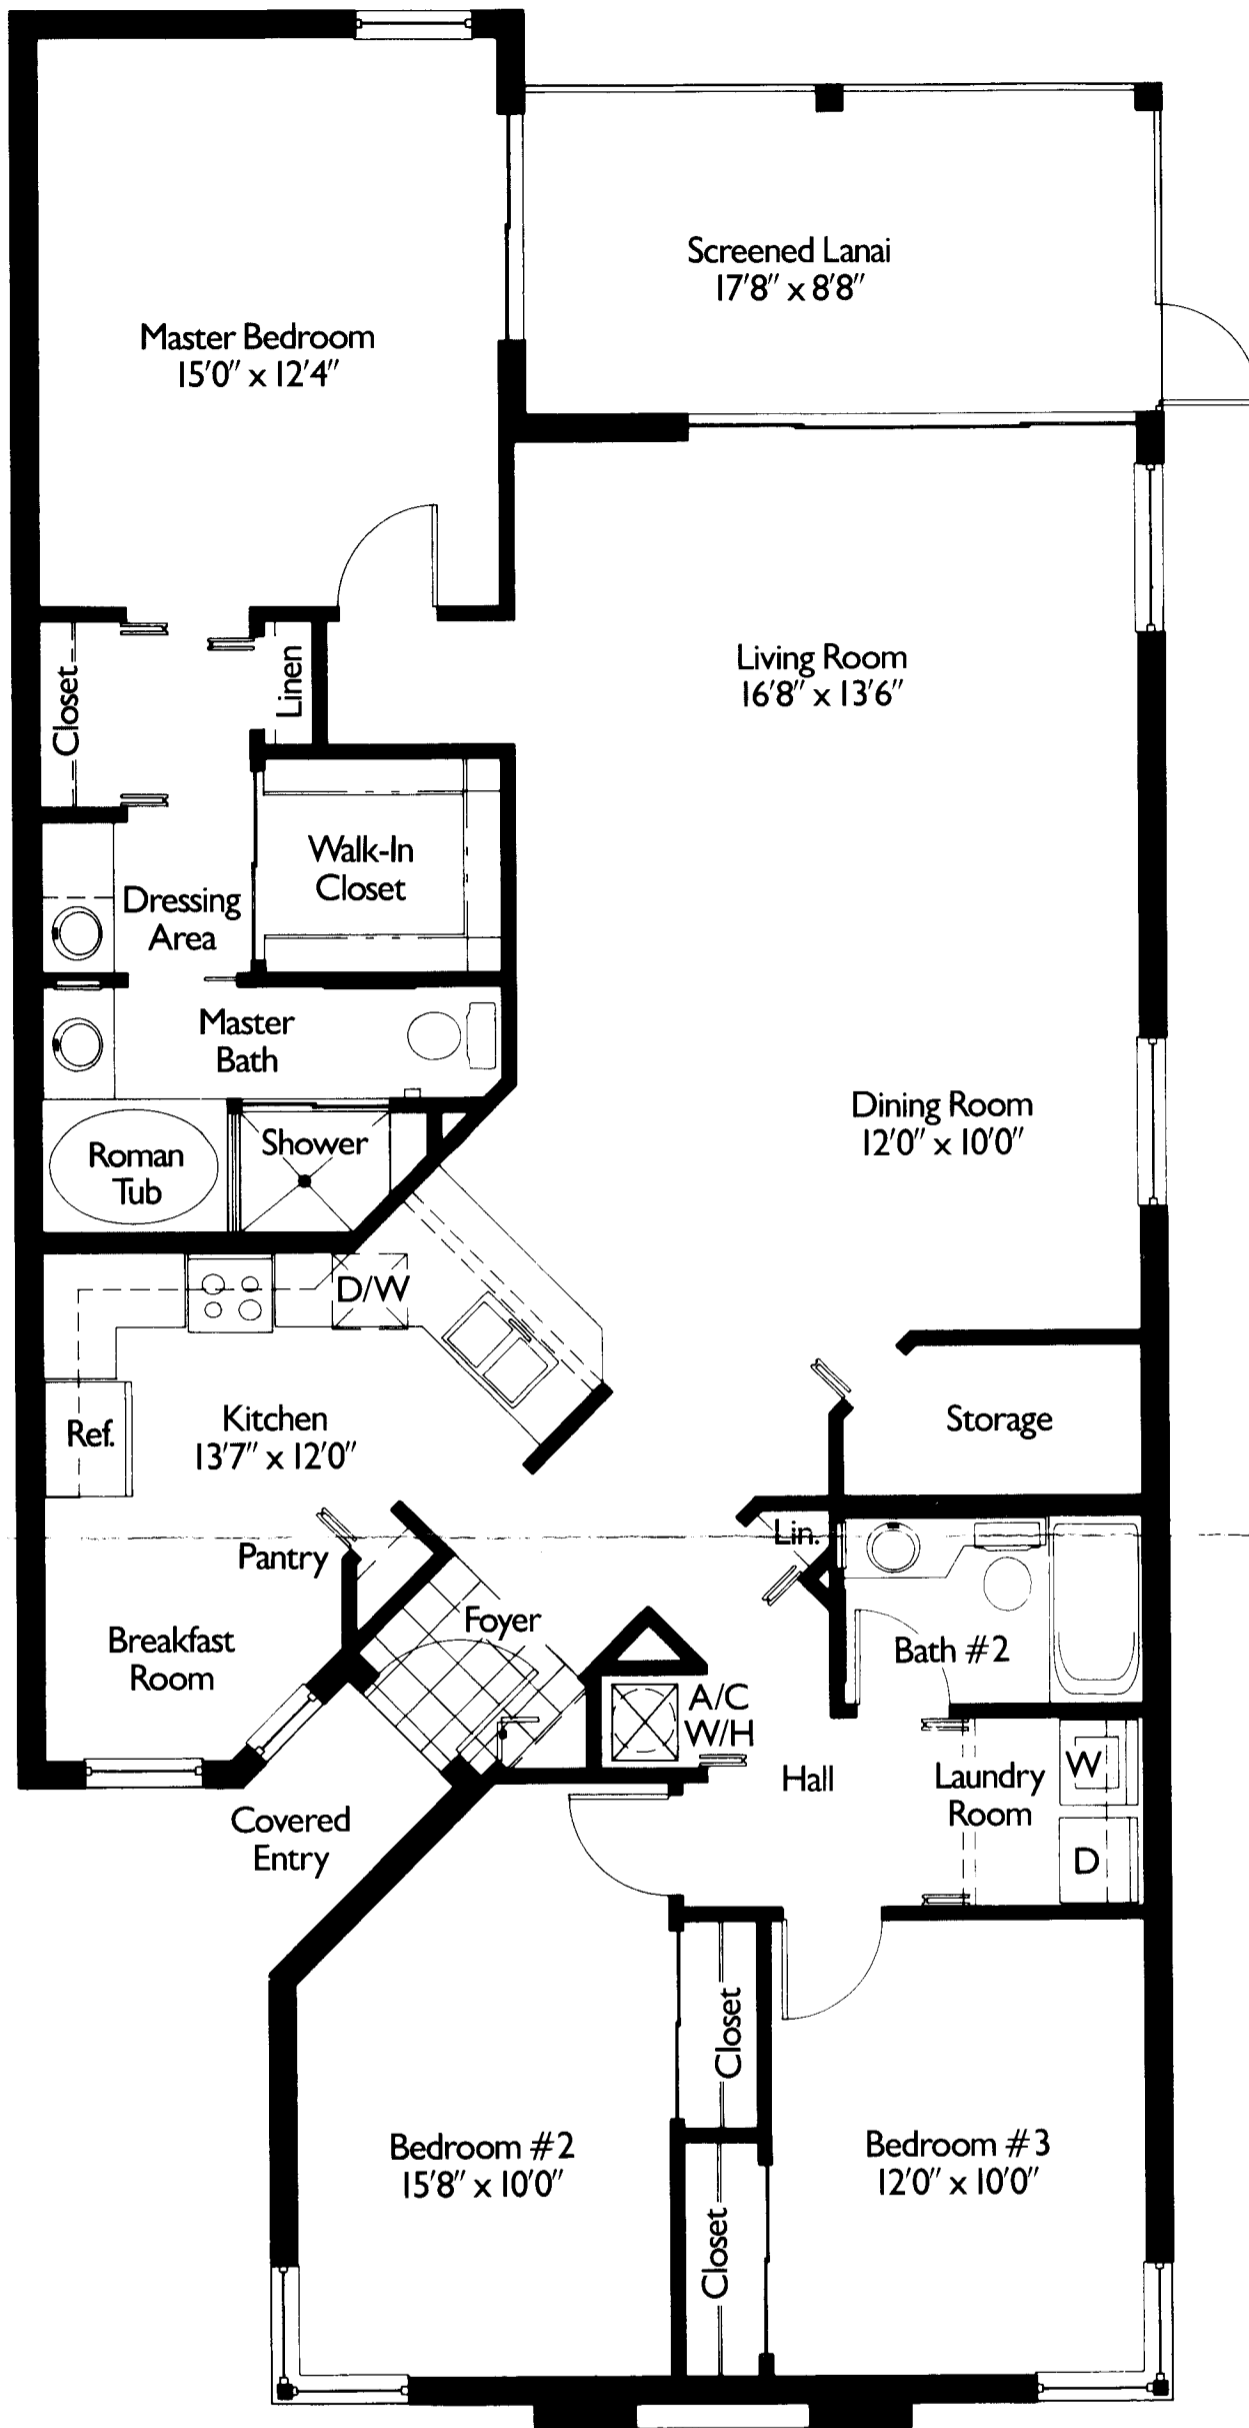 Screened Lanai
17'8" x 8'8"
Master Bedroom
15'0" x 12'4"
Living Room
16'8" x 13'6"
Closet
Linen
Walk-In
Closet
Dressing
Area
Master
Bath
Dining Room
12'0" x 10'0"
Roman
Tub
Shower
D/W
Ref.
Kitchen
13'7" x 12'0"
Storage
Lin.
Pantry
Foyer
Breakfast
Room
Bath #2
A/C
W/H
Hall
Laundry
Room
W
D
Covered
Entry
Closet
Bedroom #2
15'8" x 10'0"
Bedroom #3
12'0" x 10'0"
Closet